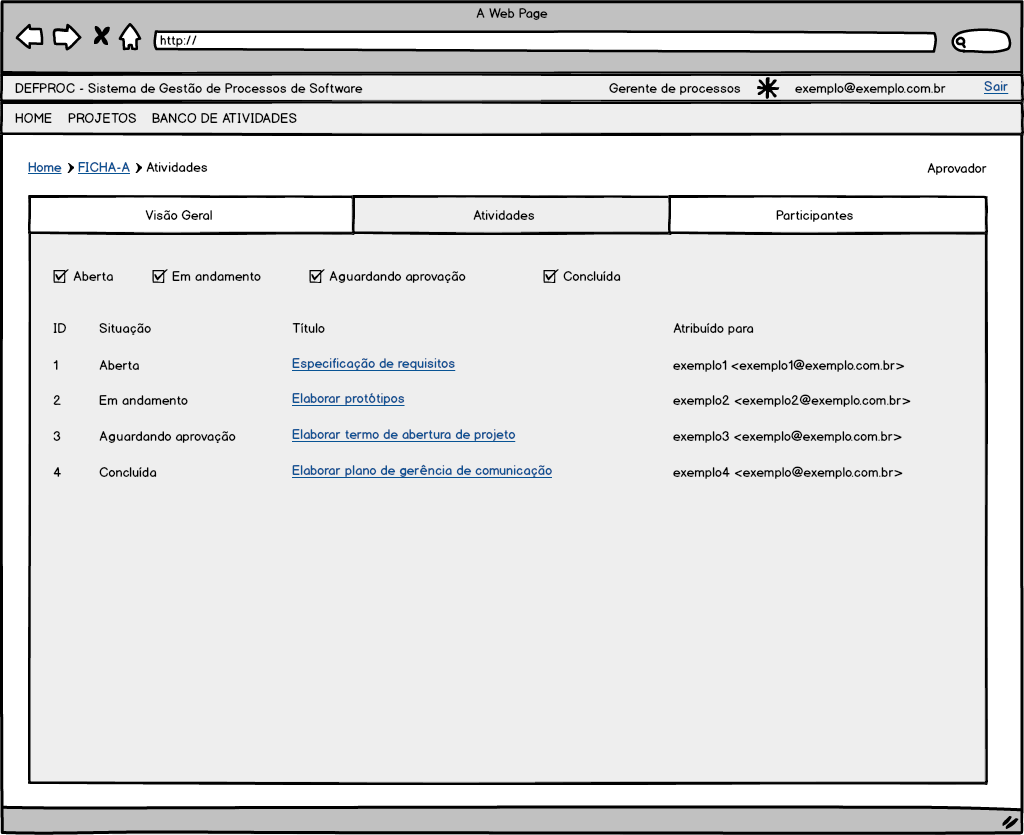 A Web Page
http://
DEFPROC - Sistema de Gestão de Processos de Software Gerente de processos exemplo@exemplo.com.br Sair
HOME PROJETOS BANCO DE ATIVIDADES
Home FICHA-A Atividades Aprovador
Visão Geral Atividades Participantes
Aberta Em andamento Aguardando aprovação Concluída
ID Situação Título Atribuído para
1 Aberta Especificação de requisitos exemplo1 <exemplo1@exemplo.com.br>
2 Em andamento Elaborar protótipos exemplo2 <exemplo2@exemplo.com.br>
3 Aguardando aprovação Elaborar termo de abertura de projeto exemplo3 <exemplo@exemplo.com.br>
4 Concluída Elaborar plano de gerência de comunicação exemplo4 <exemplo@exemplo.com.br>